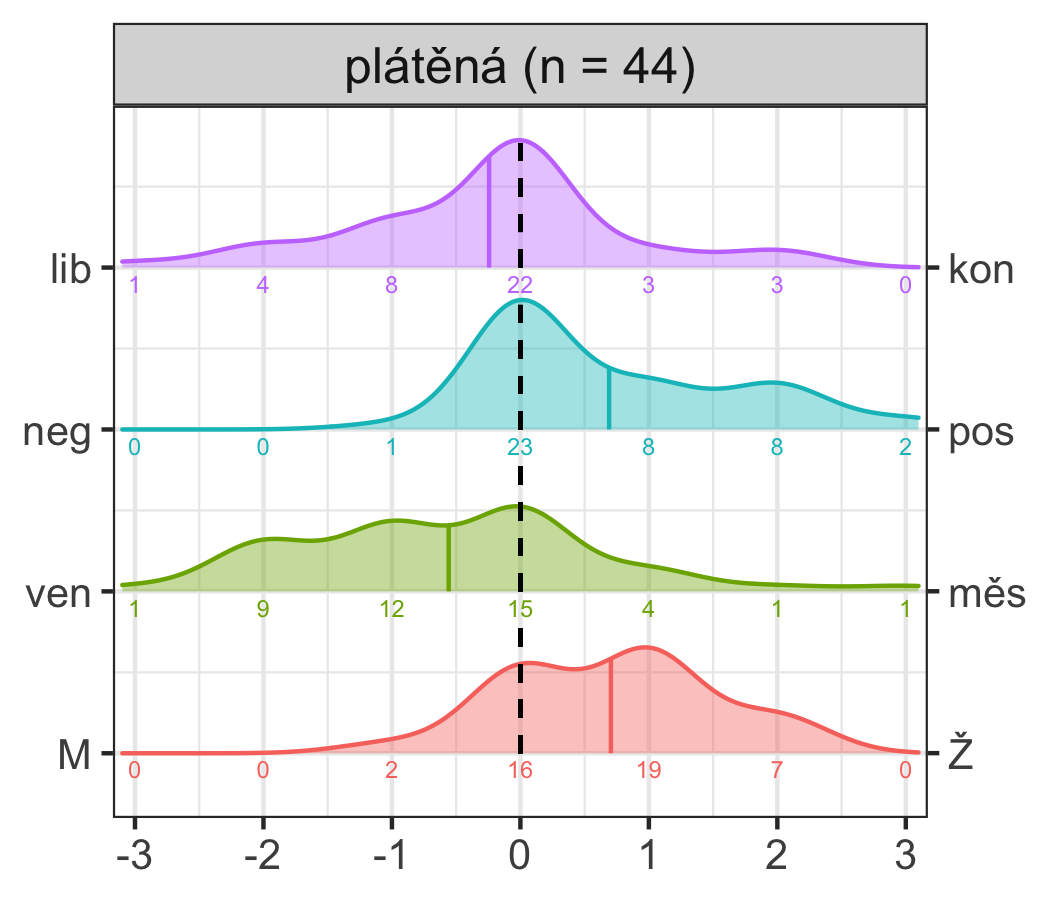 plátěná (n = 44)
lib kon
1 4 8 22 3 3 0
neg pos
0 0 1 23 8 8 2
ven měs
1 9 12 15 4 1 1
M Ž
0 0 2 16 19 7 0
-3 -2 -1 0 1 2 3